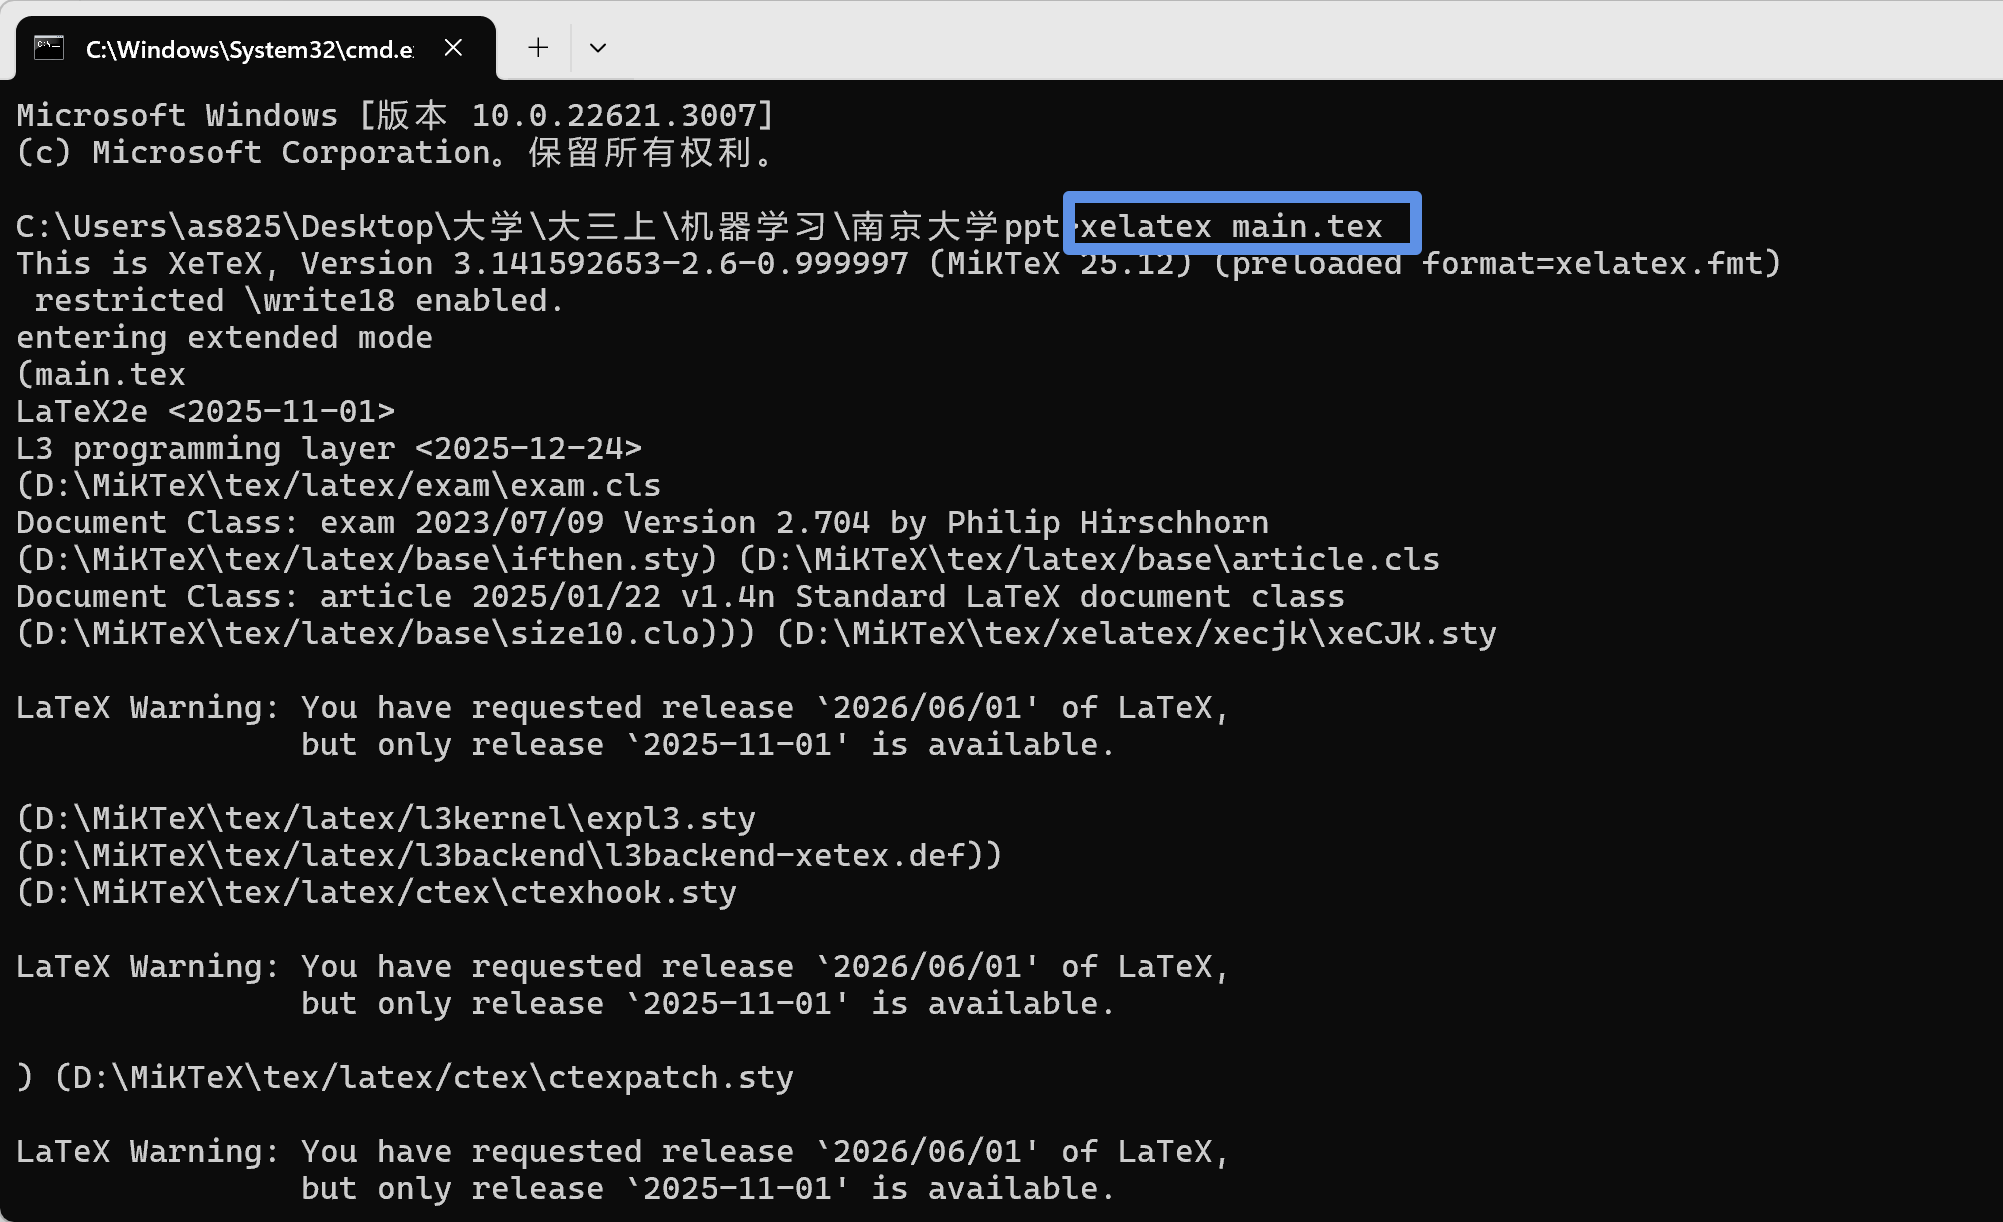 C:\Windows\System32\cmd.e
Microsoft Windows [版本 10.0.22621.3007]
(c) Microsoft Corporation。保留所有权利。
C:\Users\as825\Desktop\大学\大三上\机器学习\南京大学ppt>xelatex main.tex
This is XeTeX, Version 3.141592653-2.6-0.999997 (MiKTeX 25.12) (preloaded format=xelatex.fmt)
 restricted \write18 enabled.
entering extended mode
(main.tex
LaTeX2e <2025-11-01>
L3 programming layer <2025-12-24>
(D:\MiKTeX\tex/latex/exam\exam.cls
Document Class: exam 2023/07/09 Version 2.704 by Philip Hirschhorn
(D:\MiKTeX\tex/latex/base\ifthen.sty) (D:\MiKTeX\tex/latex/base\article.cls
Document Class: article 2025/01/22 v1.4n Standard LaTeX document class
(D:\MiKTeX\tex/latex/base\size10.clo))) (D:\MiKTeX\tex/xelatex/xecjk\xeCJK.sty
LaTeX Warning: You have requested release `2026/06/01' of LaTeX,
but only release `2025-11-01' is available.
(D:\MiKTeX\tex/latex/l3kernel\expl3.sty
(D:\MiKTeX\tex/latex/l3backend\l3backend-xetex.def))
(D:\MiKTeX\tex/latex/ctex\ctexhook.sty
LaTeX Warning: You have requested release `2026/06/01' of LaTeX,
but only release `2025-11-01' is available.
) (D:\MiKTeX\tex/latex/ctex\ctexpatch.sty
LaTeX Warning: You have requested release `2026/06/01' of LaTeX,
but only release `2025-11-01' is available.